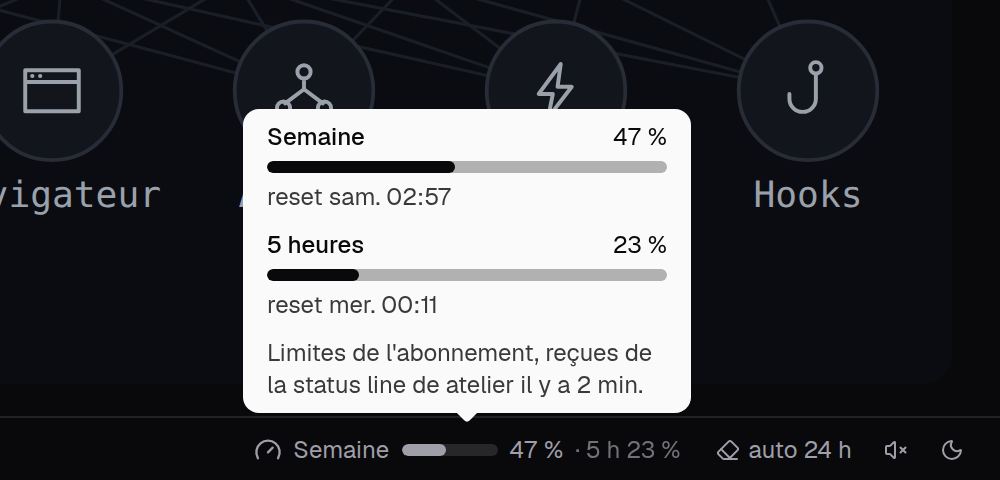 Semaine 47 %
reset sam. 02:57
vigateur
Hooks
5 heures 23 %
reset mer. 00:11
Limites de l'abonnement, reçues de
la status line de atelier il y a 2 min.
Semaine 47 % · 5 h 23 % auto 24 h